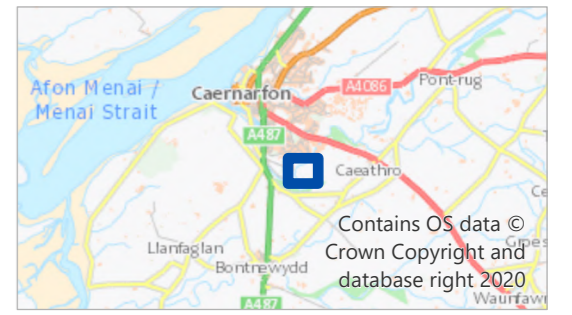 Afon Menai /
Menai Strait
Caernarfon
A4086
Pont-rug
A487
Caeathro
Ce
Contains OS data ©
Crown Copyright and
database right 2020
Llanfaglan
Bontnewydd
A487
Waunfawr